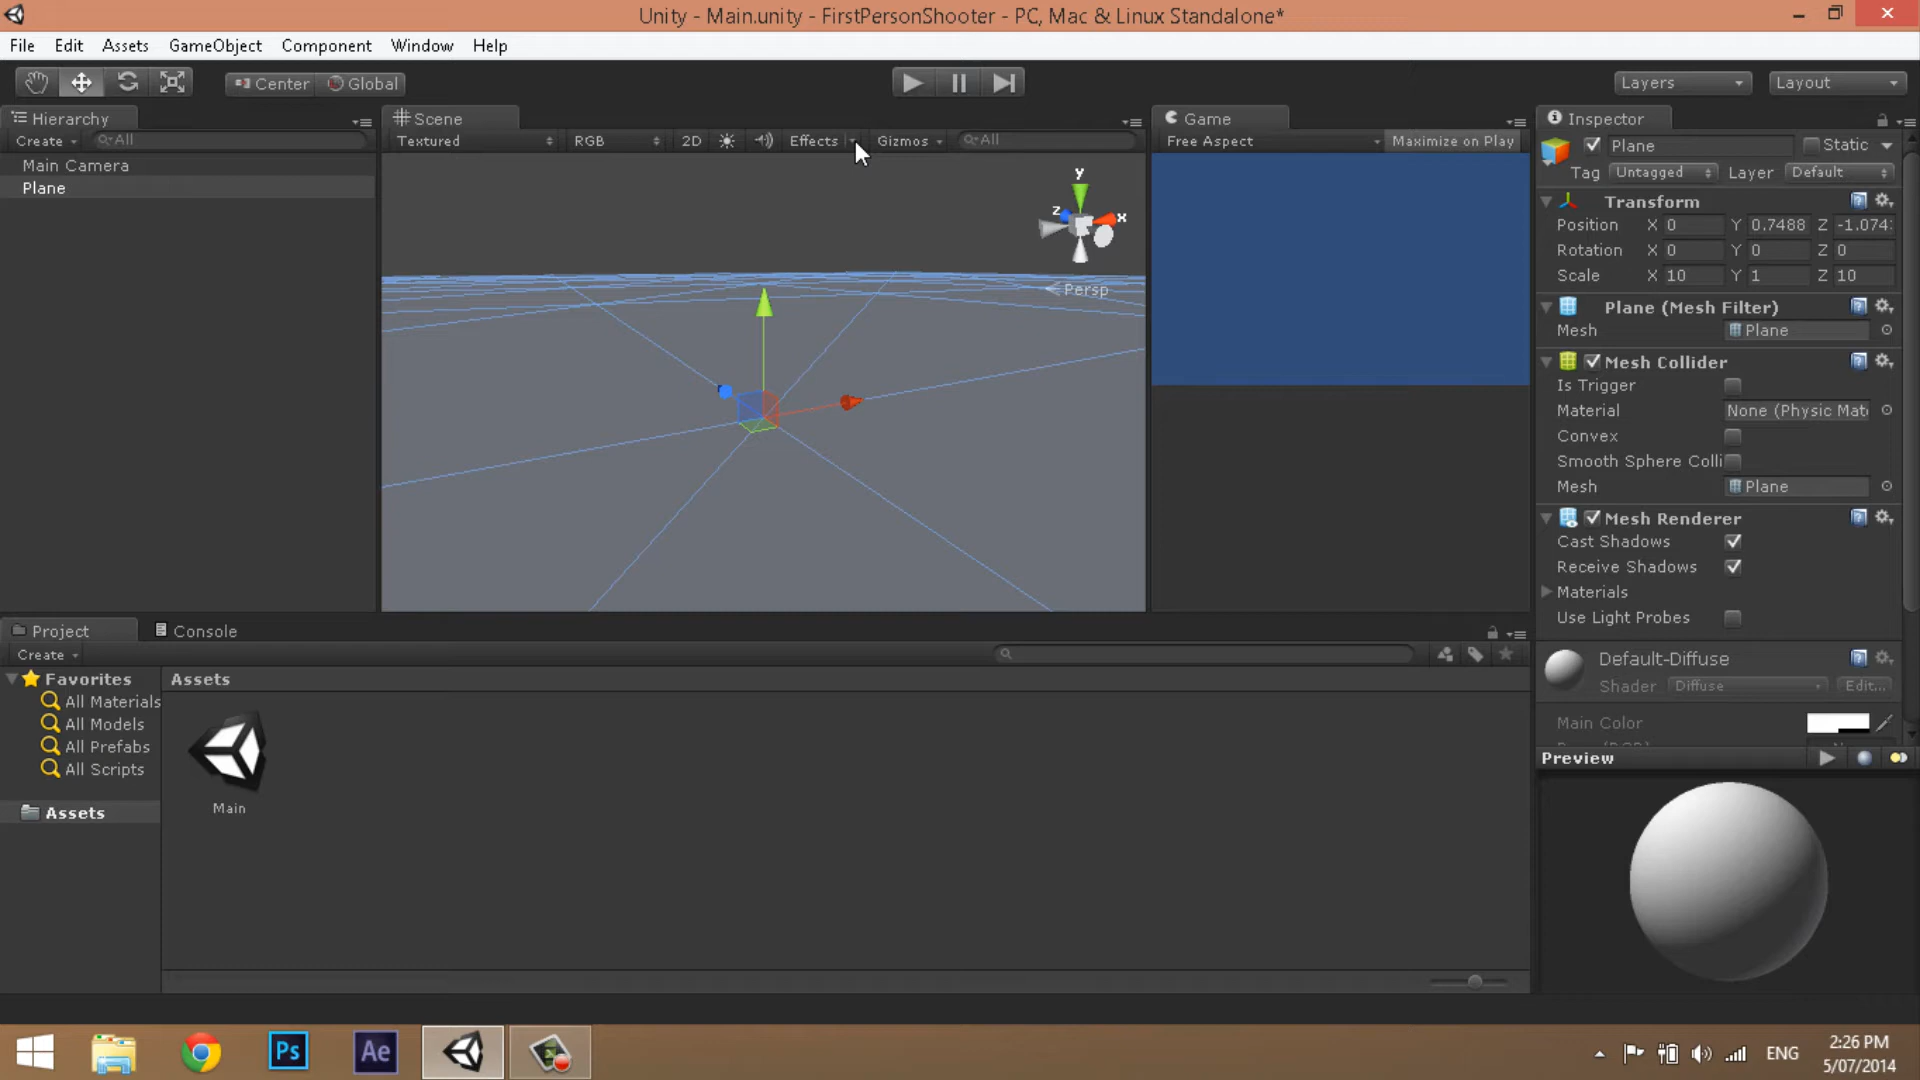 Unity - Main.unity - FirstPersonShooter - PC, Mac & Linux Standalone*
File Edit Assets GameObject Component Window Help
Center Global Layers Layout
Hierarchy
Create All
Main Camera
Plane
Scene
Textured RGB 2D Effects Gizmos All
y
z x
Persp
Game
Free Aspect Maximize on Play
Inspector
Plane Static
Tag Untagged Layer Default
Transform
Position X 0 Y 0.7488 Z -1.074
Rotation X 0 Y 0 Z 0
Scale X 10 Y 1 Z 10
Plane (Mesh Filter)
Mesh Plane
Mesh Collider
Is Trigger
Material None (Physic Mat
Convex
Smooth Sphere Colli
Mesh Plane
Mesh Renderer
Cast Shadows
Receive Shadows
Materials
Use Light Probes
Default-Diffuse
Shader Diffuse Edit...
Main Color
Preview
Project Console
Create
Favorites
All Materials
All Models
All Prefabs
All Scripts
Assets
Assets
Main
Ps Ae
ENG
2:26 PM
5/07/2014